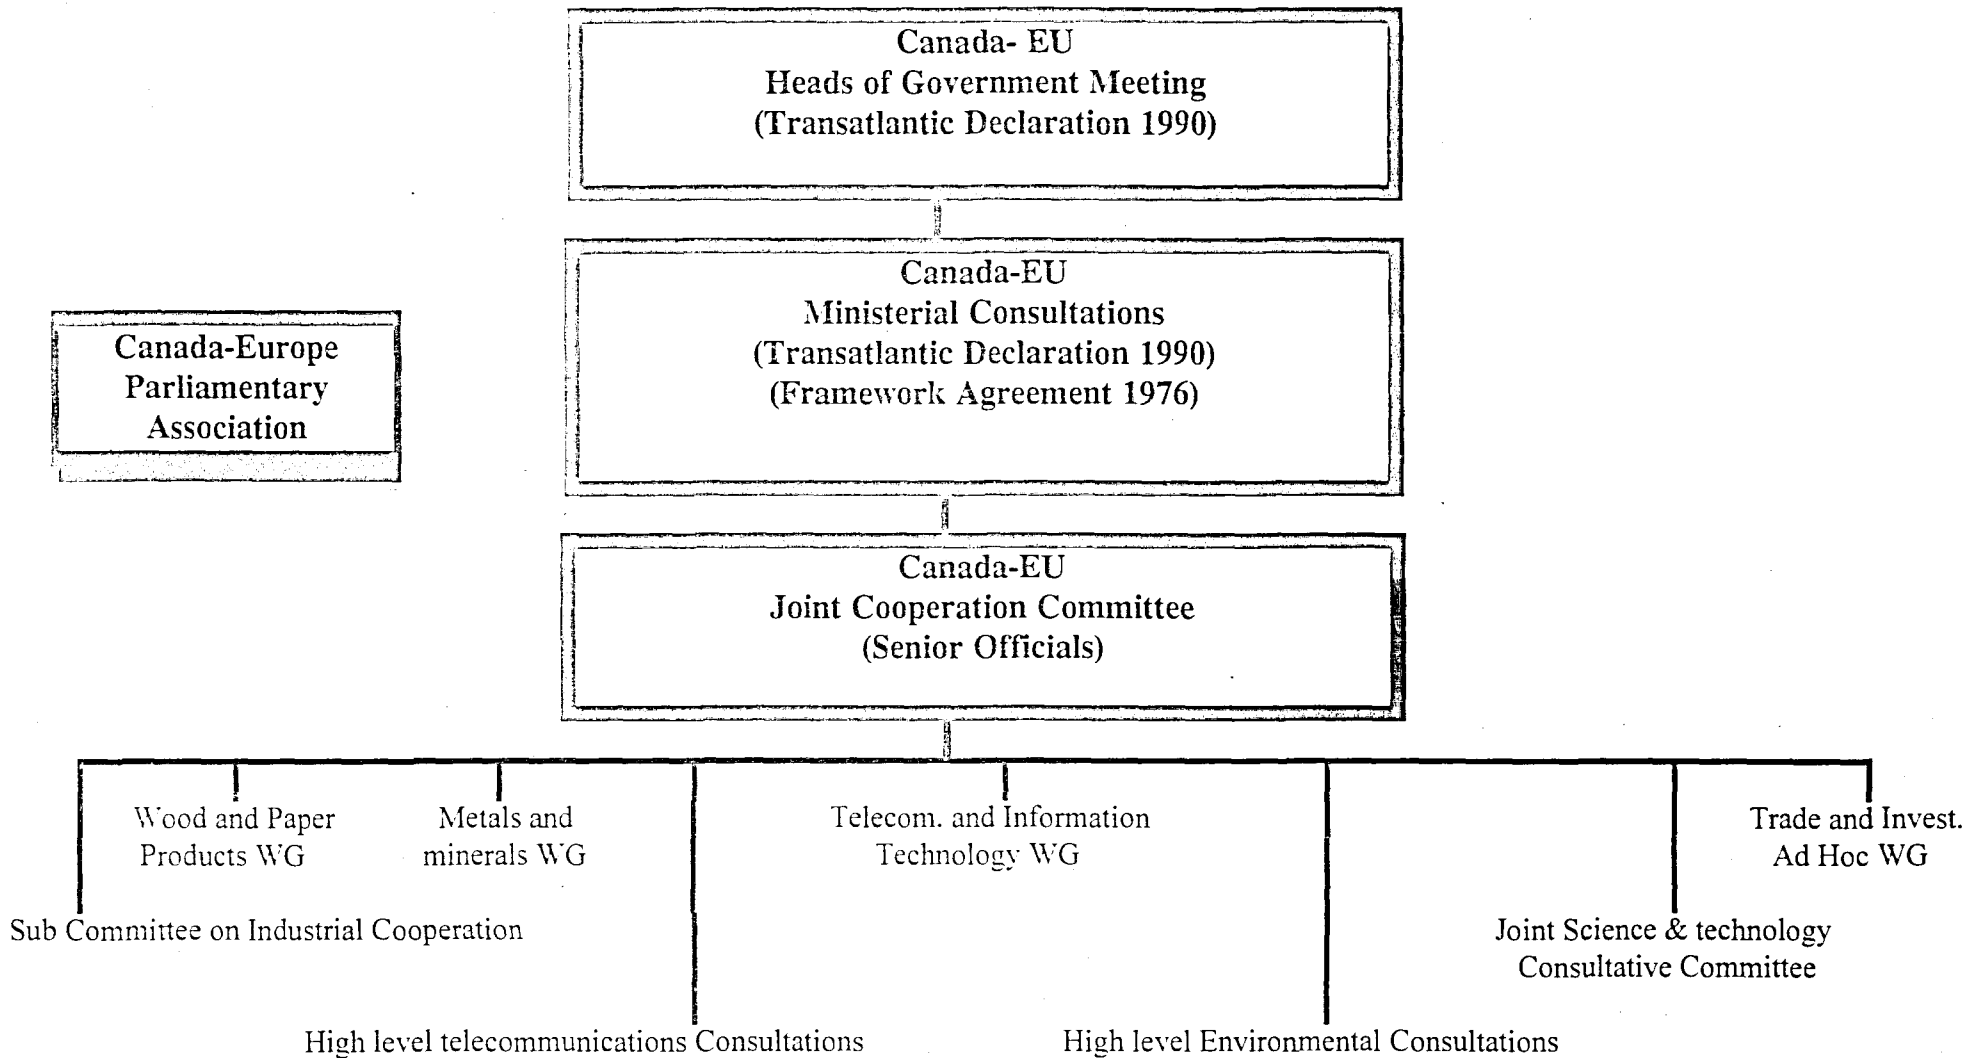 Canada- EU
Heads of Government Meeting
(Transatlantic Declaration 1990)
Canada-EU
Ministerial Consultations
(Transatlantic Declaration 1990)
(Framework Agreement 1976)
Canada-Europe
Parliamentary
Association
Canada-EU
Joint Cooperation Committee
(Senior Officials)
Wood and Paper
Products WG
Metals and
minerals WG
Telecom. and Information
Technology WG
Trade and Invest.
Ad Hoc WG
Sub Committee on Industrial Cooperation
Joint Science & technology
Consultative Committee
High level telecommunications Consultations
High level Environmental Consultations